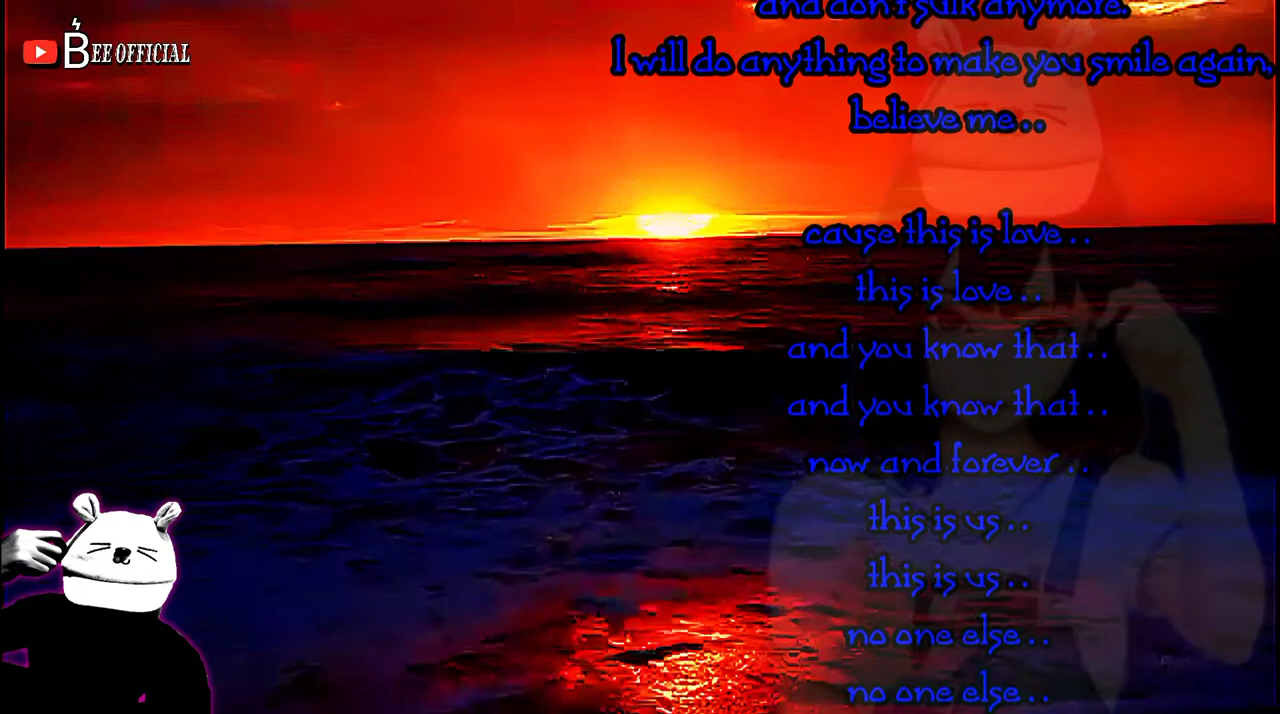 BEE OFFICIAL
and don't sulk anymore.
I will do anything to make you smile again,
believe me . .
cause this is love . .
this is love . .
and you know that . .
and you know that . .
now and forever . .
this is us . .
this is us . .
no one else . .
no one else . .